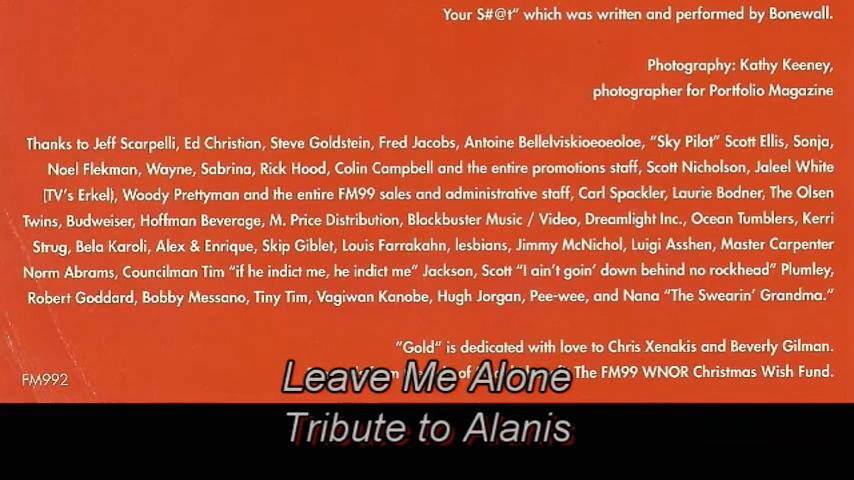 Your S#@t" which was written and performed by Bonewall.
Photography: Kathy Keeney,
photographer for Portfolio Magazine
Thanks to Jeff Scarpelli, Ed Christian, Steve Goldstein, Fred Jacobs, Antoine Bellelviskioeoeoloe, "Sky Pilot" Scott Ellis, Sonja,
Noel Flekman, Wayne, Sabrina, Rick Hood, Colin Campbell and the entire promotions staff, Scott Nicholson, Jaleel White
(TV's Erkel), Woody Prettyman and the entire FM99 sales and administrative staff, Carl Spackler, Laurie Bodner, The Olsen
Twins, Budweiser, Hoffman Beverage, M. Price Distribution, Blockbuster Music / Video, Dreamlight Inc., Ocean Tumblers, Kerri
Strug, Bela Karoli, Alex & Enrique, Skip Giblet, Louis Farrakahn, lesbians, Jimmy McNichol, Luigi Asshen, Master Carpenter
Norm Abrams, Councilman Tim "if he indict me, he indict me" Jackson, Scott "I ain't goin' down behind no rockhead" Plumley,
Robert Goddard, Bobby Messano, Tiny Tim, Vagiwan Kanobe, Hugh Jorgan, Pee-wee, and Nana "The Swearin' Grandma."
"Gold" is dedicated with love to Chris Xenakis and Beverly Gilman.
of The FM99 WNOR Christmas Wish Fund.
FM992
Leave Me Alone
Tribute to Alanis